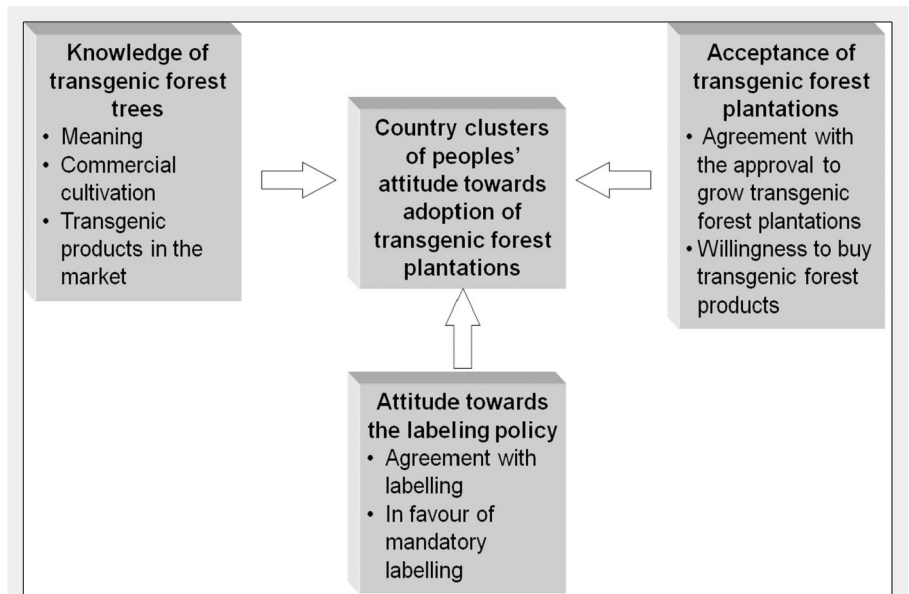 Knowledge of
transgenic forest
trees
• Meaning
• Commercial
cultivation
• Transgenic
products in the
market
Country clusters
of peoples’
attitude towards
adoption of
transgenic forest
plantations
Acceptance of
transgenic forest
plantations
• Agreement with
the approval to
grow transgenic
forest plantations
• Willingness to buy
transgenic forest
products
Attitude towards
the labeling policy
• Agreement with
labelling
• In favour of
mandatory
labelling